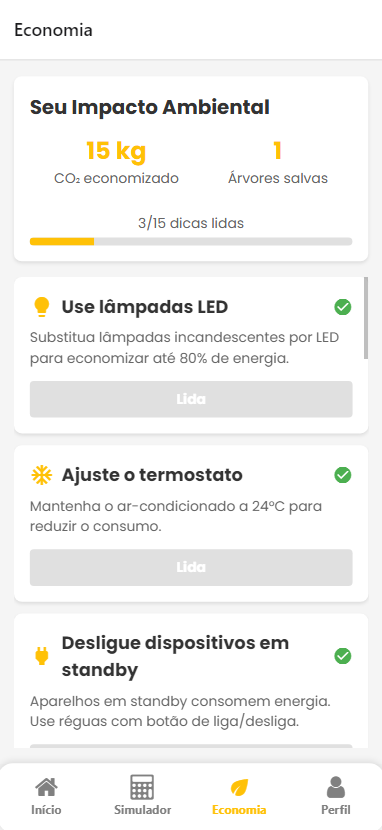 Economia
Seu Impacto Ambiental
15 kg
CO₂ economizado
1
Árvores salvas
3/15 dicas lidas
Use lâmpadas LED
Substitua lâmpadas incandescentes por LED
para economizar até 80% de energia.
Lida
Ajuste o termostato
Mantenha o ar-condicionado a 24°C para
reduzir o consumo.
Lida
Desligue dispositivos em
standby
Aparelhos em standby consomem energia.
Use réguas com botão de liga/desliga.
Início
Simulador
Economia
Perfil